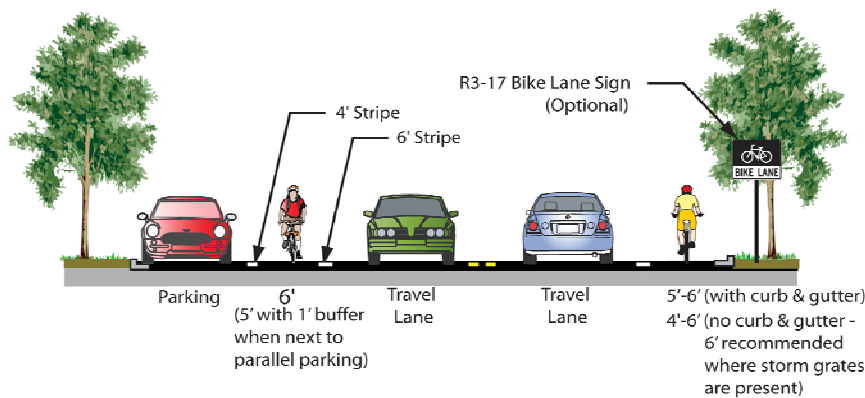 R3-17 Bike Lane Sign
(Optional)
4' Stripe
6' Stripe
BIKE LANE
Parking
6'
(5' with 1' buffer
when next to
parallel parking)
Travel
Lane
Travel
Lane
5'-6' (with curb & gutter)
4'-6' (no curb & gutter -
6' recommended
where storm grates
are present)